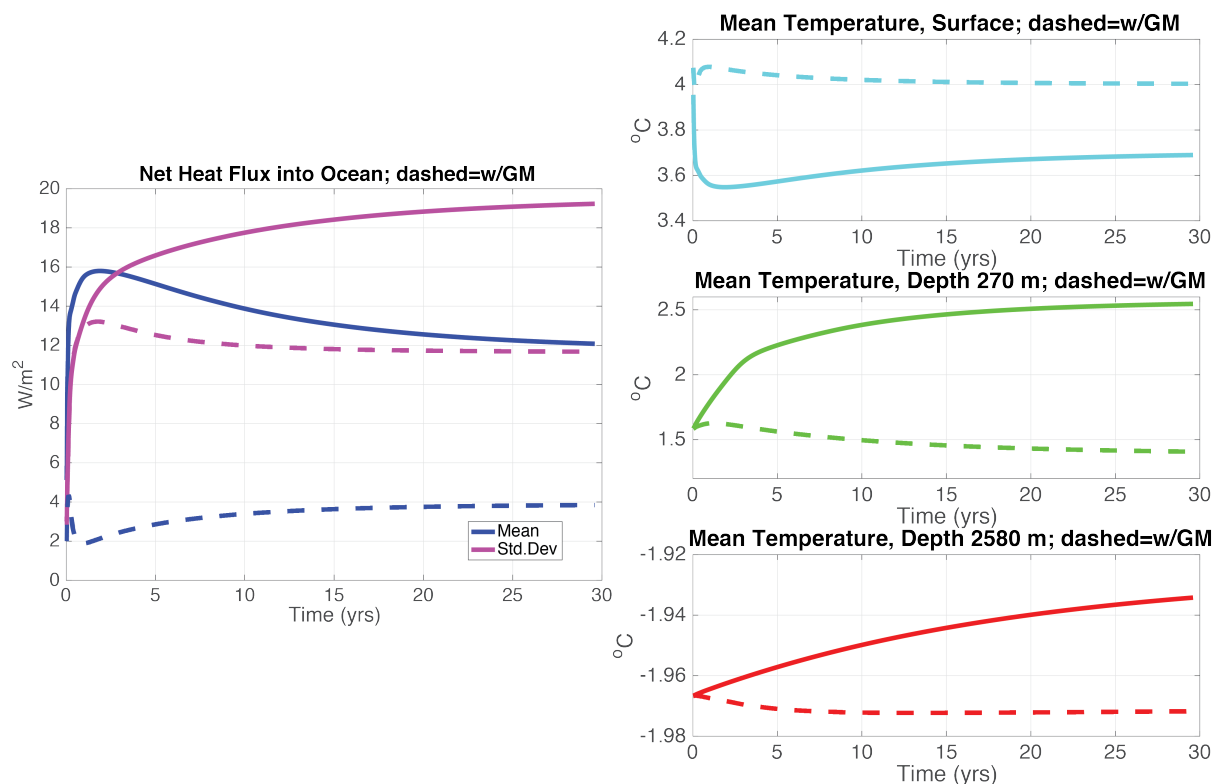 Net Heat Flux into Ocean; dashed=w/GM
20
18
16
14
12
10
8
6
4
2
0
W/m²
Mean
Std.Dev
0 5 10 15 20 25 30
Time (yrs)
Mean Temperature, Surface; dashed=w/GM
4.2
4
3.8
3.6
3.4
°C
0 5 10 15 20 25 30
Time (yrs)
Mean Temperature, Depth 270 m; dashed=w/GM
2.5
2
1.5
°C
0 5 10 15 20 25 30
Time (yrs)
Mean Temperature, Depth 2580 m; dashed=w/GM
-1.92
-1.94
-1.96
-1.98
°C
0 5 10 15 20 25 30
Time (yrs)